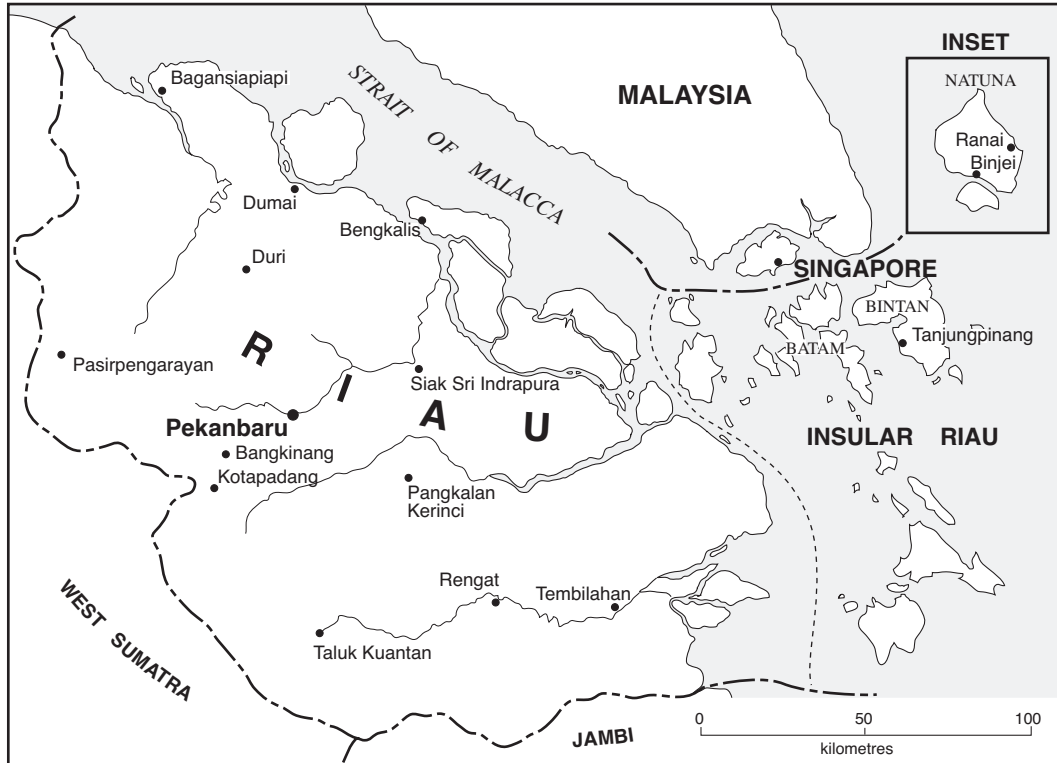 INSET
NATUNA
Ranai
Binjei
Bagansiapiapi
STRAIT OF MALACCA
MALAYSIA
Dumai
Bengkalis
Duri
SINGAPORE
BINTAN
Tanjungpinang
BATAM
Pasirpengarayan
RIAU
Siak Sri Indrapura
Pekanbaru
INSULAR RIAU
Bangkinang
Kotapadang
Pangkalan
Kerinci
Rengat
Tembilahan
WEST SUMATRA
Taluk Kuantan
JAMBI
0 50 100
kilometres